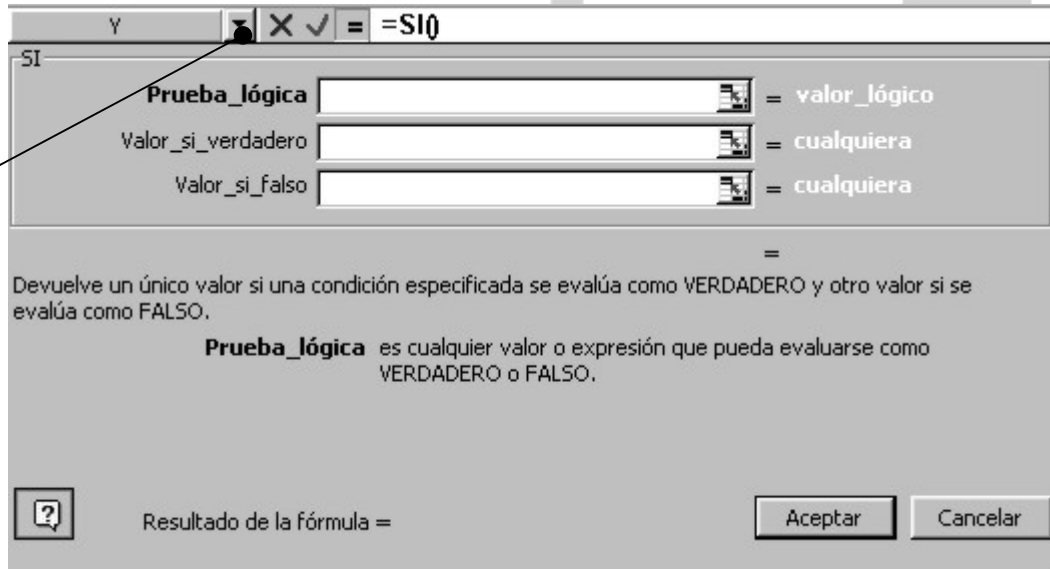 Y = =SI()
SI
Prueba_lógica = valor_lógico
Valor_si_verdadero = cualquiera
Valor_si_falso = cualquiera
=
Devuelve un único valor si una condición especificada se evalúa como VERDADERO y otro valor si se
evalúa como FALSO.
Prueba_lógica es cualquier valor o expresión que pueda evaluarse como
VERDADERO o FALSO.
? Resultado de la fórmula = Aceptar Cancelar